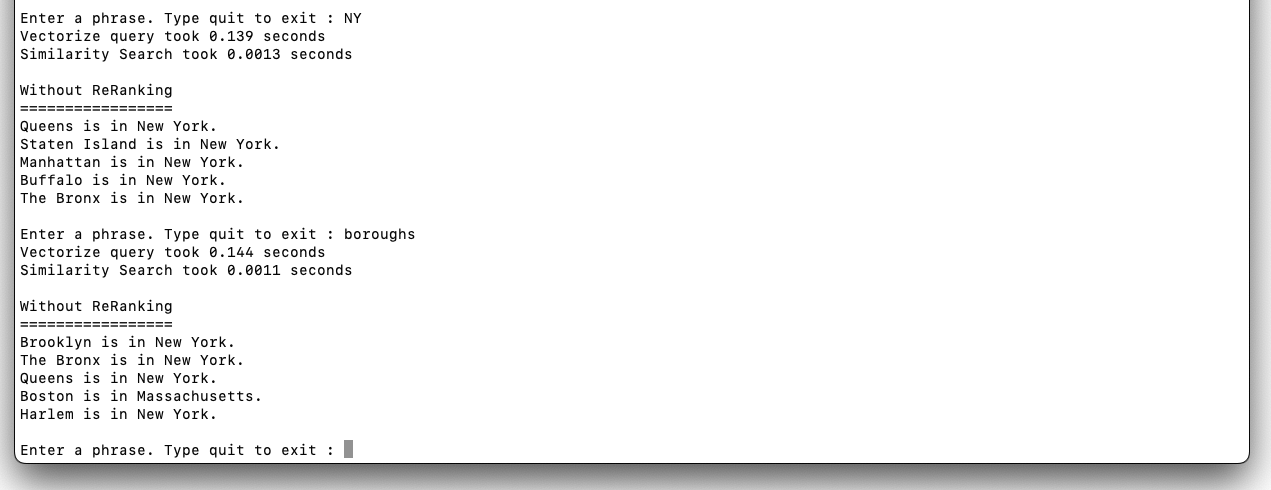 Enter a phrase. Type quit to exit : NY
Vectorize query took 0.139 seconds
Similarity Search took 0.0013 seconds
Without ReRanking
=================
Queens is in New York.
Staten Island is in New York.
Manhattan is in New York.
Buffalo is in New York.
The Bronx is in New York.
Enter a phrase. Type quit to exit : boroughs
Vectorize query took 0.144 seconds
Similarity Search took 0.0011 seconds
Without ReRanking
=================
Brooklyn is in New York.
The Bronx is in New York.
Queens is in New York.
Boston is in Massachusetts.
Harlem is in New York.
Enter a phrase. Type quit to exit :